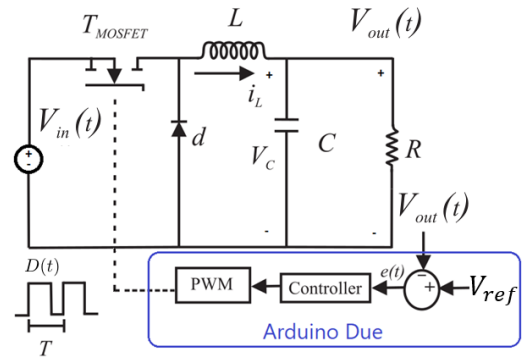 T_MOSFET
L
V_out(t)
+
+
i_L
V_in(t)
+
-
d
V_C
C
R
-
-
V_out(t)
D(t)
T
PWM
Controller
e(t)
−
+
V_ref
Arduino Due